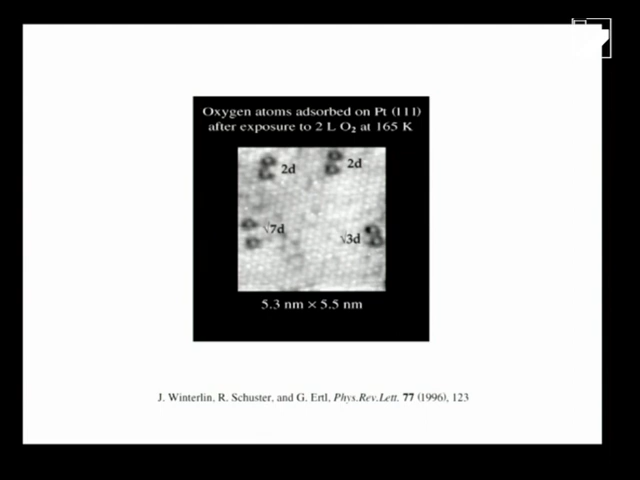 Oxygen atoms adsorbed on Pt (111)
after exposure to 2 L O₂ at 165 K
2d
2d
√7d
√3d
5.3 nm × 5.5 nm
J. Winterlin, R. Schuster, and G. Ertl, Phys.Rev.Lett. 77 (1996), 123